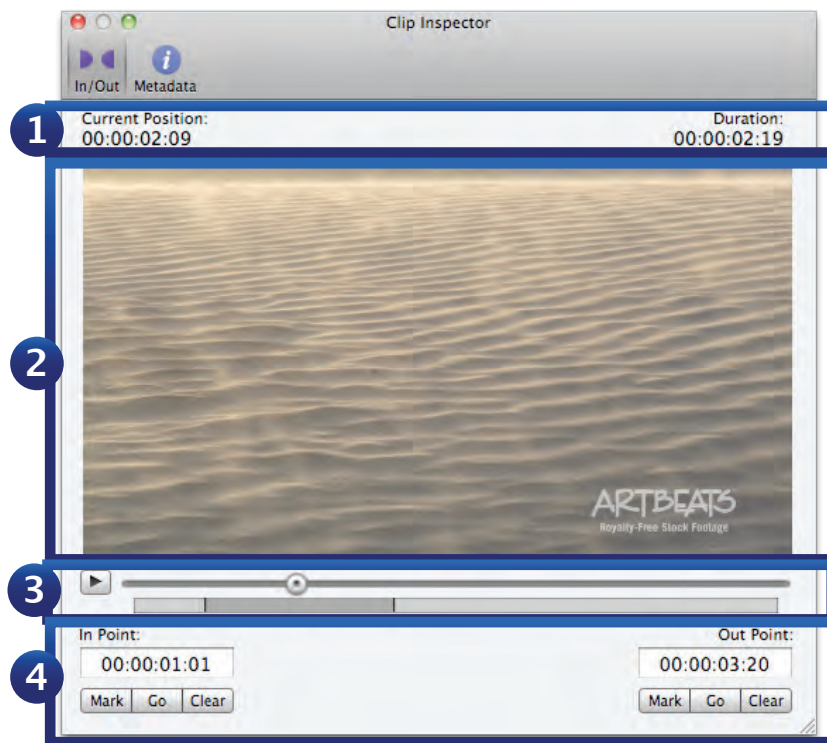 Clip Inspector
In/Out Metadata
1
Current Position: Duration:
00:00:02:09 00:00:02:19
2
ARTBEATS
Royalty-Free Stock Footage
3
4
In Point: Out Point:
00:00:01:01 00:00:03:20
Mark Go Clear Mark Go Clear